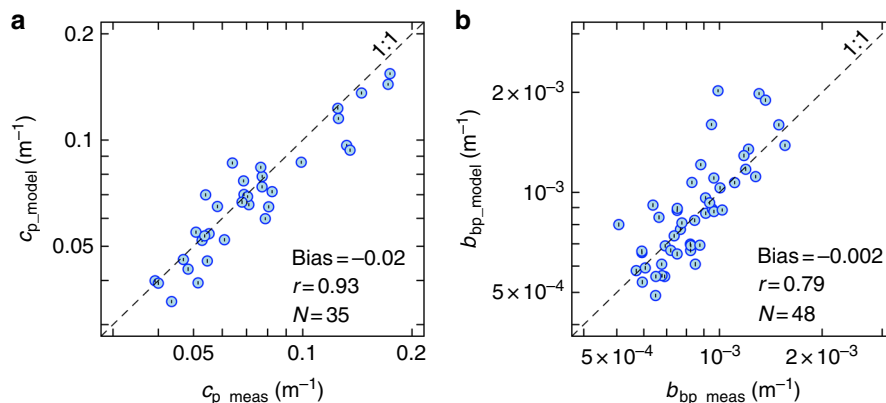 a
0.2
0.1
0.05
c_p_model (m⁻¹)
1:1
Bias=−0.02
r=0.93
N=35
0.05 0.1 0.2
c_p_meas (m⁻¹)
b
2×10⁻³
10⁻³
5×10⁻⁴
b_bp_model (m⁻¹)
1:1
Bias=−0.002
r=0.79
N=48
5×10⁻⁴ 10⁻³ 2×10⁻³
b_bp_meas (m⁻¹)